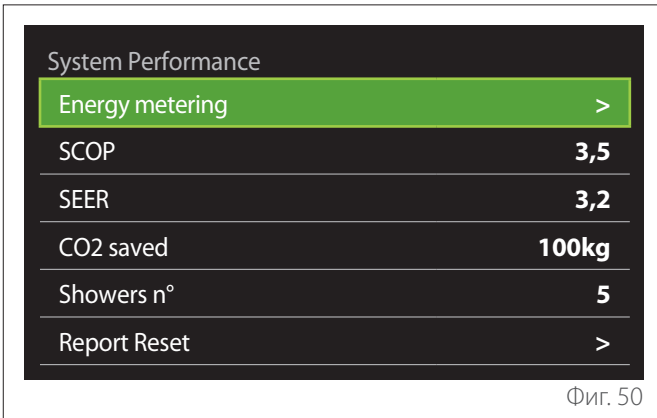 System Performance
Energy metering >
SCOP 3,5
SEER 3,2
CO2 saved 100kg
Showers n° 5
Report Reset >
Фиг. 50